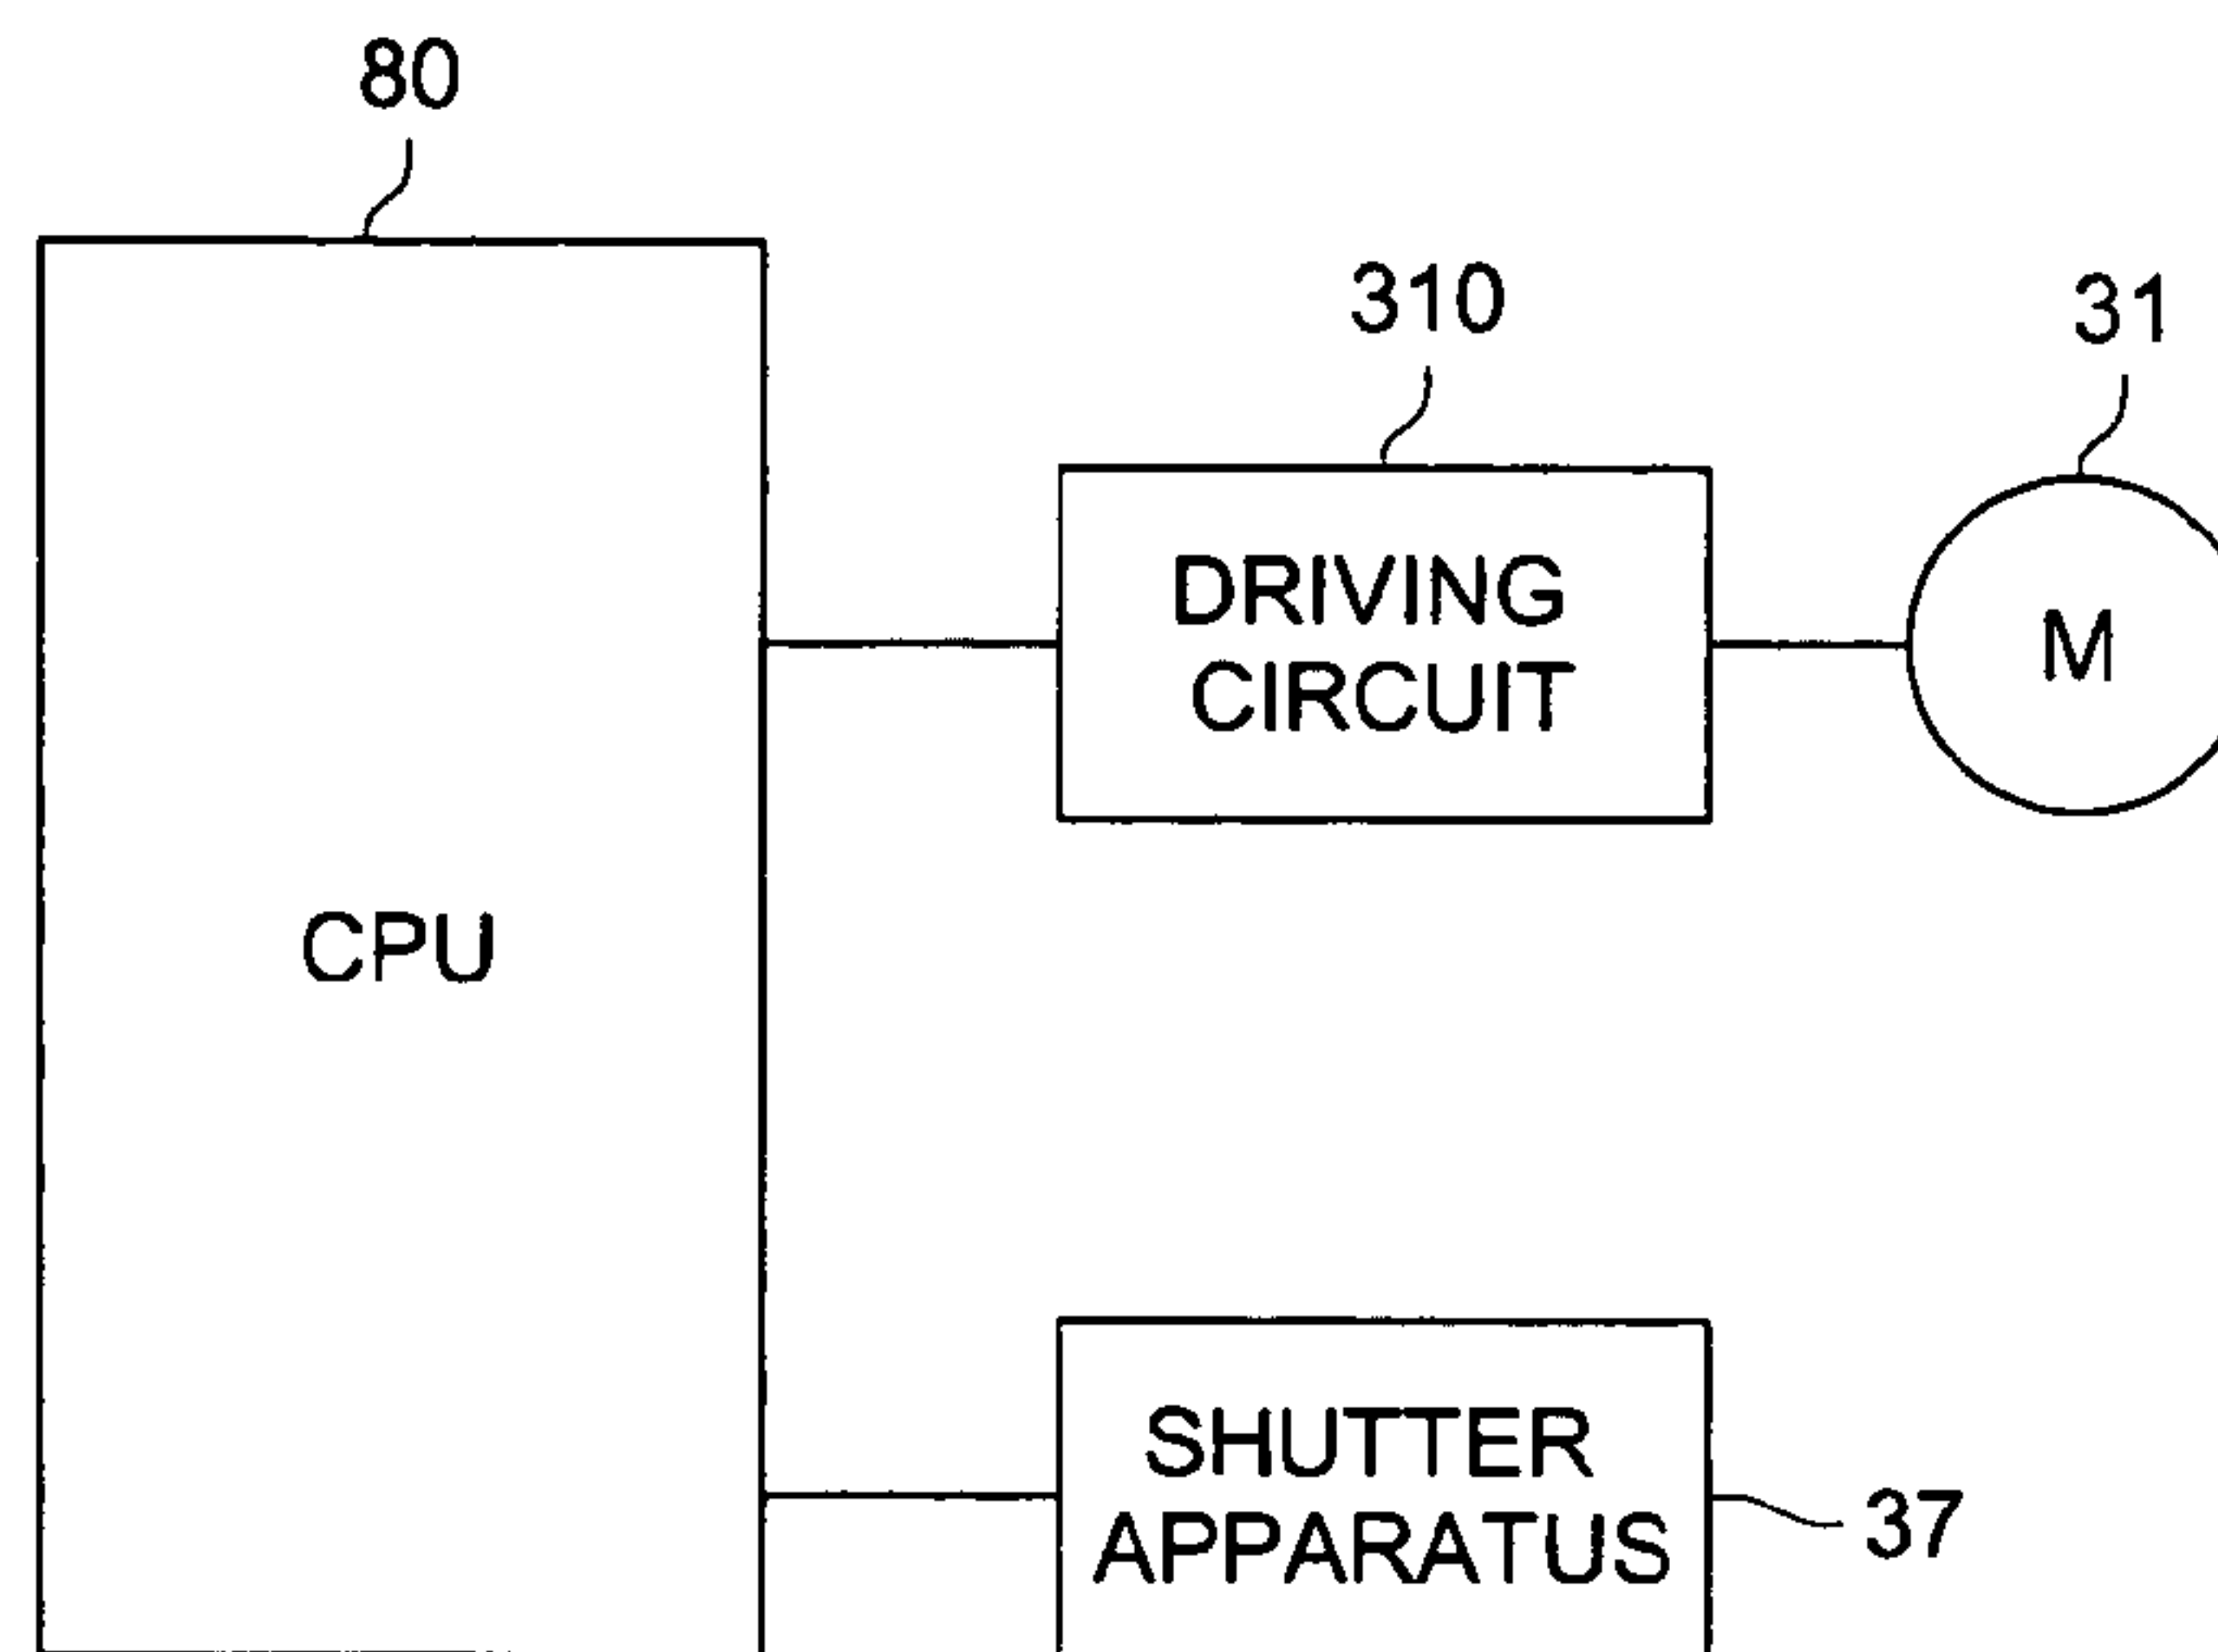 80
310
31
DRIVING
CIRCUIT
M
CPU
SHUTTER
APPARATUS
37